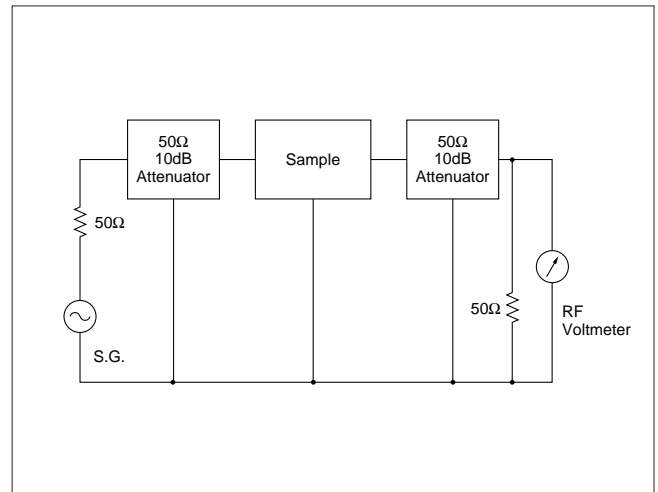 50Ω
10dB
Attenuator
Sample
50Ω
10dB
Attenuator
50Ω
50Ω
RF
Voltmeter
S.G.